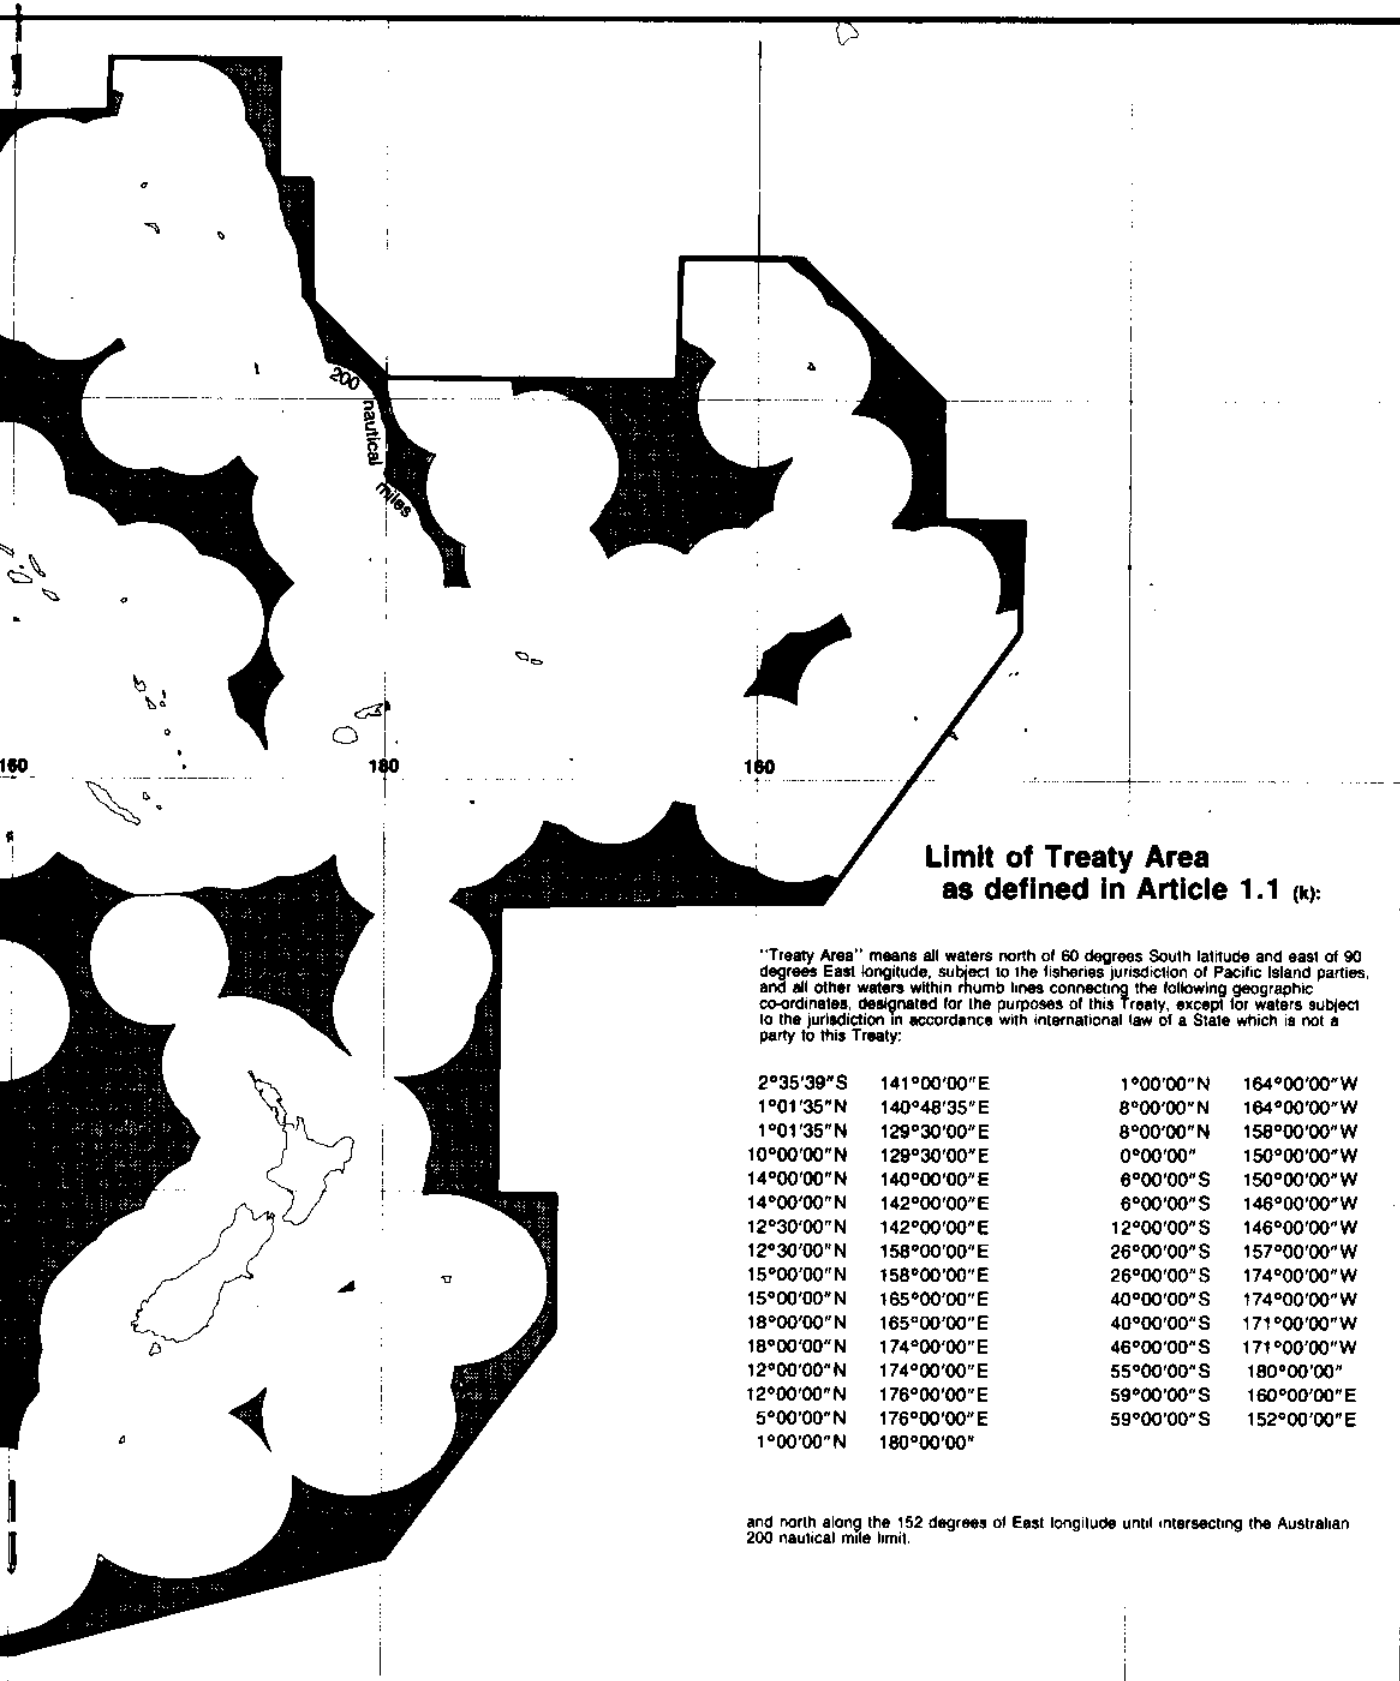 200
nautical
miles
160
180
160
Limit of Treaty Area
as defined in Article 1.1 (k):
"Treaty Area" means all waters north of 60 degrees South latitude and east of 90
degrees East longitude, subject to the fisheries jurisdiction of Pacific Island parties,
and all other waters within rhumb lines connecting the following geographic
co-ordinates, designated for the purposes of this Treaty, except for waters subject
to the jurisdiction in accordance with international law of a State which is not a
party to this Treaty:
2°35'39"S 141°00'00"E 1°00'00"N 164°00'00"W
1°01'35"N 140°48'35"E 8°00'00"N 164°00'00"W
1°01'35"N 129°30'00"E 8°00'00"N 158°00'00"W
10°00'00"N 129°30'00"E 0°00'00" 150°00'00"W
14°00'00"N 140°00'00"E 6°00'00"S 150°00'00"W
14°00'00"N 142°00'00"E 6°00'00"S 146°00'00"W
12°30'00"N 142°00'00"E 12°00'00"S 146°00'00"W
12°30'00"N 158°00'00"E 26°00'00"S 157°00'00"W
15°00'00"N 158°00'00"E 26°00'00"S 174°00'00"W
15°00'00"N 165°00'00"E 40°00'00"S 174°00'00"W
18°00'00"N 165°00'00"E 40°00'00"S 171°00'00"W
18°00'00"N 174°00'00"E 46°00'00"S 171°00'00"W
12°00'00"N 174°00'00"E 55°00'00"S 180°00'00"
12°00'00"N 176°00'00"E 59°00'00"S 160°00'00"E
5°00'00"N 176°00'00"E 59°00'00"S 152°00'00"E
1°00'00"N 180°00'00"
and north along the 152 degrees of East longitude until intersecting the Australian
200 nautical mile limit.